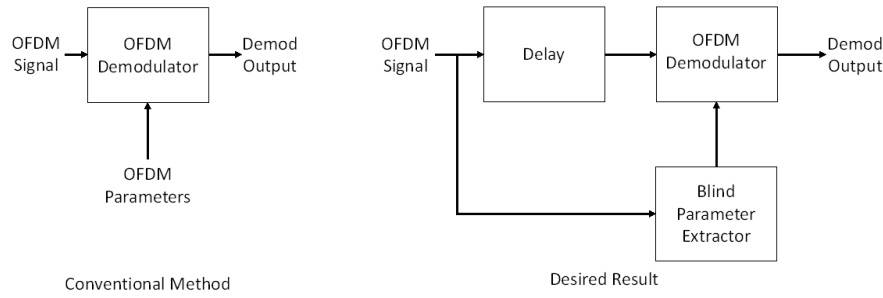 OFDM
Signal
OFDM
Demodulator
Demod
Output
OFDM
Parameters
Conventional Method
OFDM
Signal
Delay
OFDM
Demodulator
Demod
Output
Blind
Parameter
Extractor
Desired Result